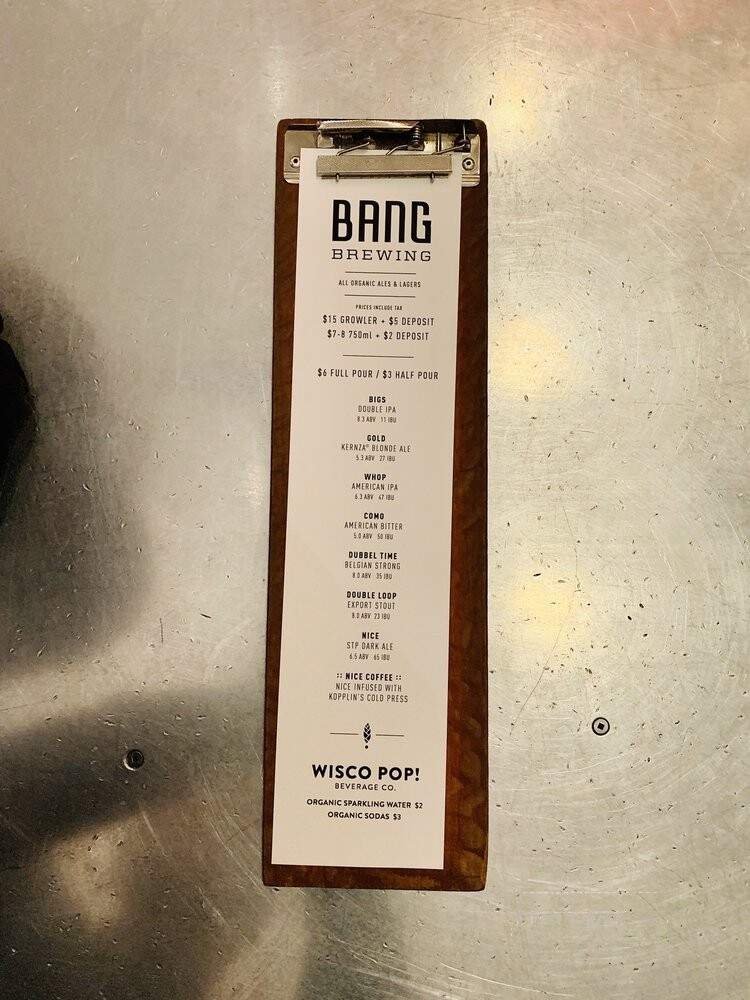 BANG
BREWING
ALL ORGANIC ALES & LAGERS
PRICES INCLUDE TAX
$15 GROWLER + $5 DEPOSIT
$7-8 750ml + $2 DEPOSIT
$6 FULL POUR / $3 HALF POUR
BIGS
DOUBLE IPA
8.3 ABV 11 IBU
GOLD
KERNZA® BLONDE ALE
5.3 ABV 27 IBU
WHOP
AMERICAN IPA
6.3 ABV 47 IBU
COMO
AMERICAN BITTER
5.0 ABV 50 IBU
DUBBEL TIME
BELGIAN STRONG
8.0 ABV 35 IBU
DOUBLE LOOP
EXPORT STOUT
8.0 ABV 23 IBU
NICE
STP DARK ALE
6.5 ABV 65 IBU
:: NICE COFFEE ::
NICE INFUSED WITH
KOPPLIN'S COLD PRESS
WISCO POP!
BEVERAGE CO.
ORGANIC SPARKLING WATER $2
ORGANIC SODAS $3